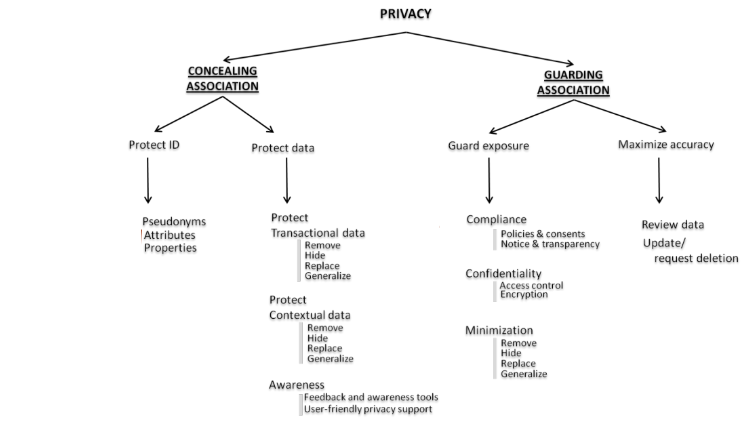 PRIVACY
CONCEALING
ASSOCIATION
GUARDING
ASSOCIATION
Protect ID
Protect data
Guard exposure
Maximize accuracy
Pseudonyms
Attributes
Properties
Protect
Transactional data
Remove
Hide
Replace
Generalize
Protect
Contextual data
Remove
Hide
Replace
Generalize
Awareness
Feedback and awareness tools
User-friendly privacy support
Compliance
Policies & consents
Notice & transparency
Confidentiality
Access control
Encryption
Minimization
Remove
Hide
Replace
Generalize
Review data
Update/
request deletion